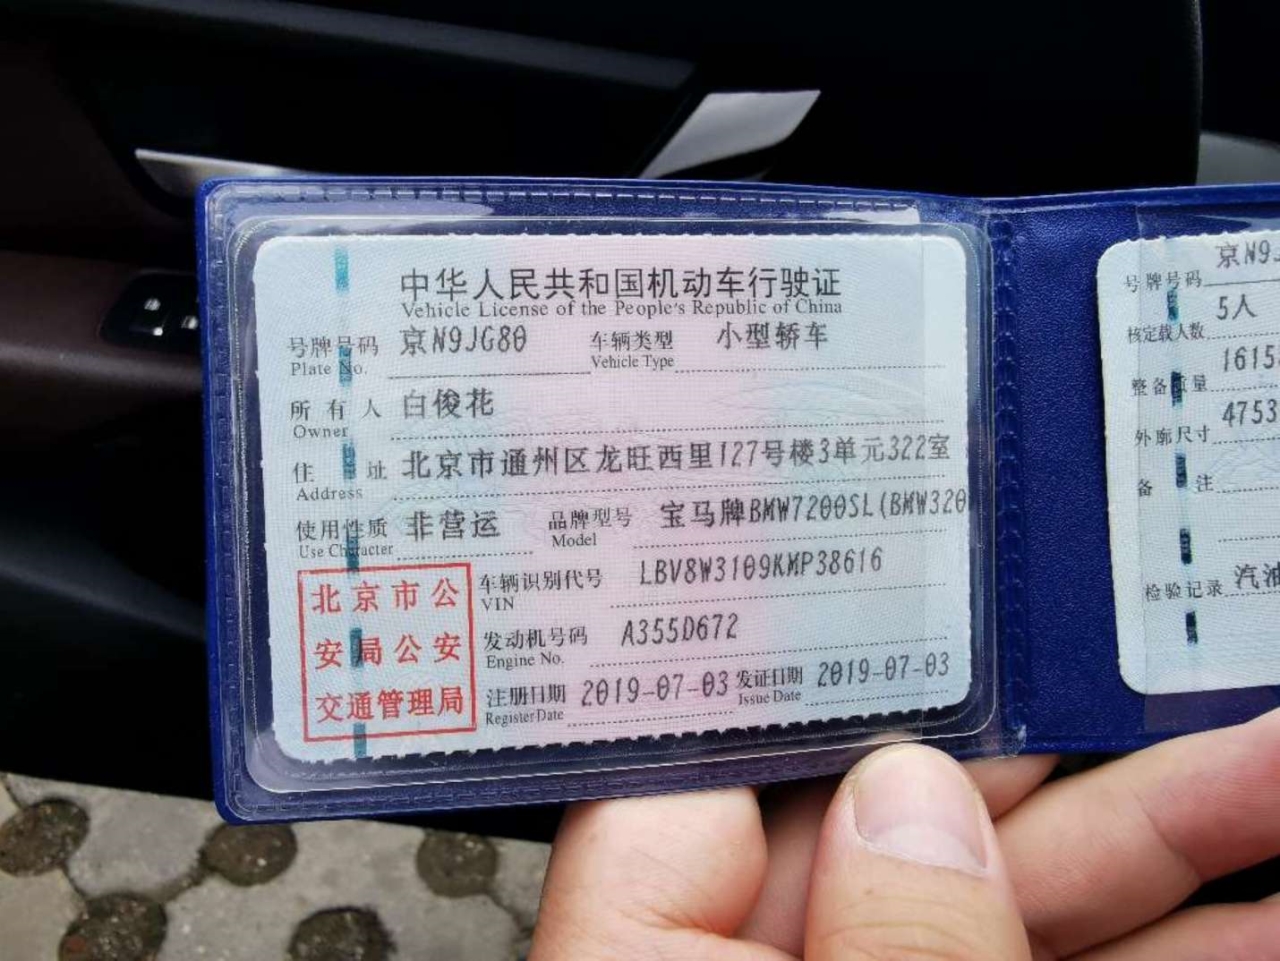 中华人民共和国机动车行驶证
Vehicle License of the People's Republic of China
号牌号码 京N9JG80 车辆类型 小型轿车
Plate No. Vehicle Type
所有人 白俊花
Owner
住址 北京市通州区龙旺西里127号楼3单元322室
Address
使用性质 非营运 品牌型号 宝马牌BMW7200SL(BMW320
Use Character Model
车辆识别代号 LBV8W3109KMP38616
VIN
发动机号码 A355D672
Engine No.
注册日期 2019-07-03 发证日期 2019-07-03
Register Date Issue Date
北京市公
安局公安
交通管理局
号牌号码 京N9J
核定载人数 5人
整备质量 1615
外廓尺寸 4753
备注
检验记录 汽油